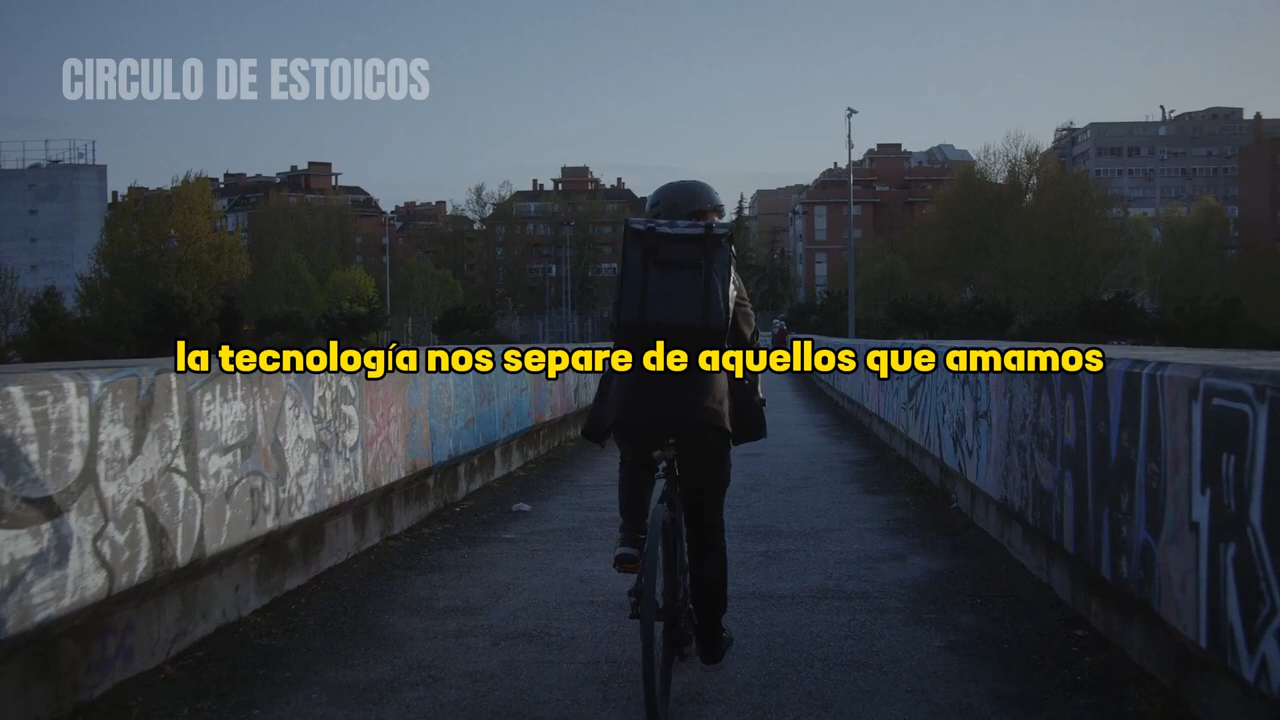 CIRCULO DE ESTOICOS
la tecnología nos separe de aquellos que amamos